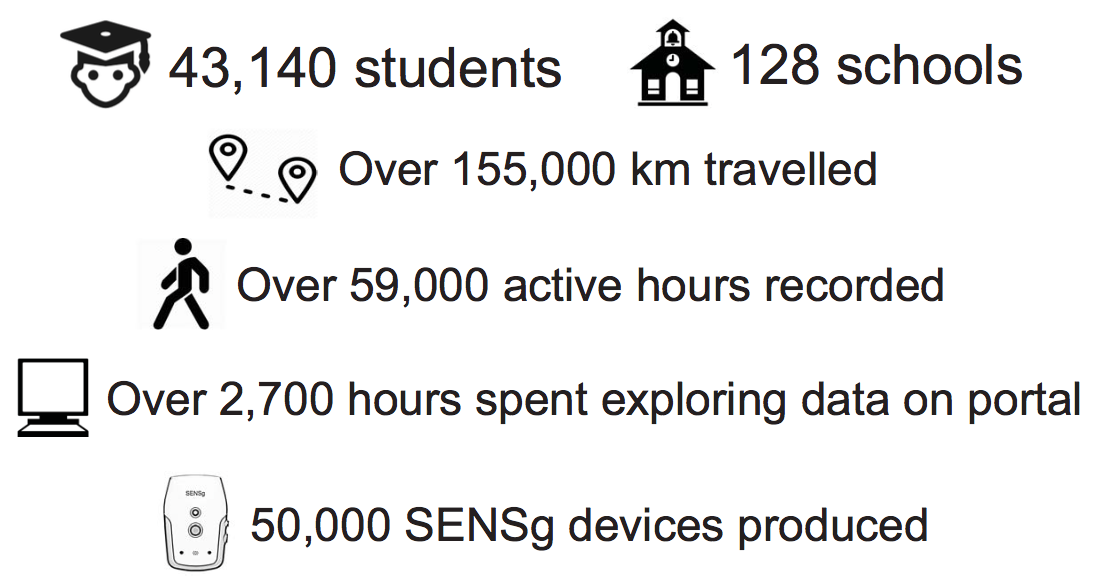 43,140 students 128 schools
Over 155,000 km travelled
Over 59,000 active hours recorded
Over 2,700 hours spent exploring data on portal
SENSg
50,000 SENSg devices produced